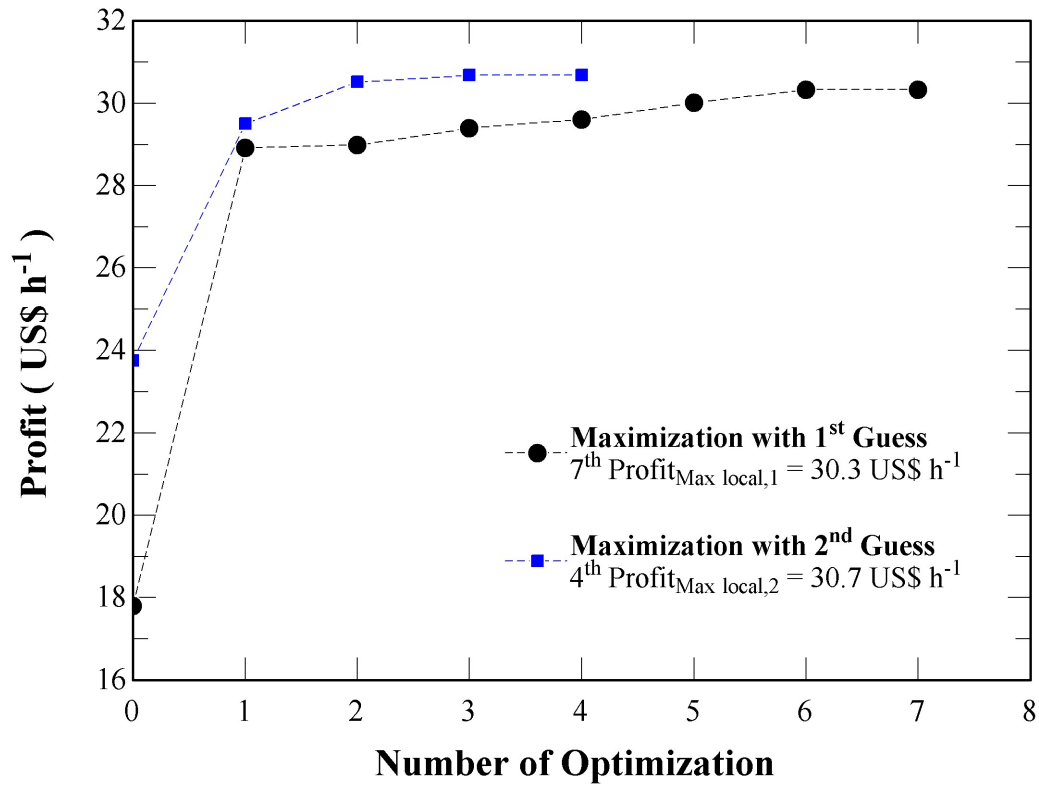 32
30
28
26
24
22
20
18
16
Profit ( US$ h-1 )
Maximization with 1st Guess
7th ProfitMax local,1 = 30.3 US$ h-1
Maximization with 2nd Guess
4th ProfitMax local,2 = 30.7 US$ h-1
0 1 2 3 4 5 6 7 8
Number of Optimization